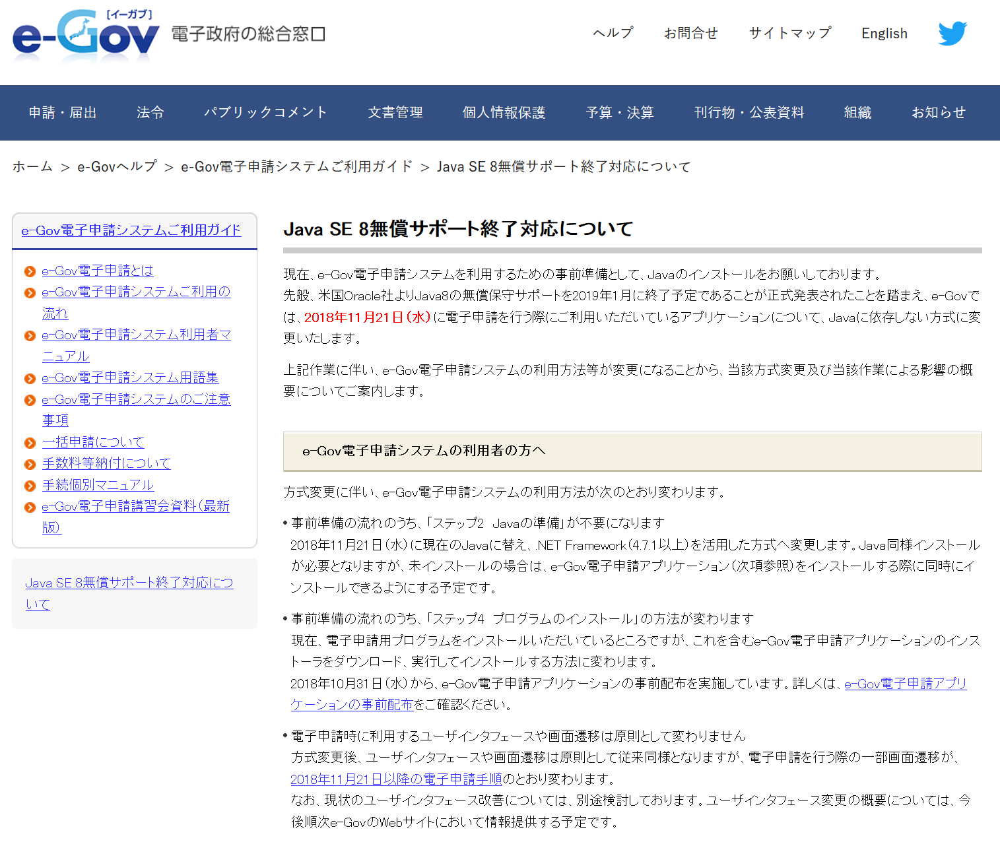 [イーガブ]
e-Gov 電子政府の総合窓口
ヘルプ お問合せ サイトマップ English
申請・届出 法令 パブリックコメント 文書管理 個人情報保護 予算・決算 刊行物・公表資料 組織 お知らせ
ホーム > e-Govヘルプ > e-Gov電子申請システムご利用ガイド > Java SE 8無償サポート終了対応について
e-Gov電子申請システムご利用ガイド
e-Gov電子申請とは
e-Gov電子申請システムご利用の
流れ
e-Gov電子申請システム利用者マ
ニュアル
e-Gov電子申請システム用語集
e-Gov電子申請システムのご注意
事項
一括申請について
手数料等納付について
手続個別マニュアル
e-Gov電子申請講習会資料（最新
版）
Java SE 8無償サポート終了対応につ
いて
Java SE 8無償サポート終了対応について
現在、e-Gov電子申請システムを利用するための事前準備として、Javaのインストールをお願いしております。
先般、米国Oracle社よりJava8の無償保守サポートを2019年1月に終了予定であることが正式発表されたことを踏まえ、e-Govで
は、2018年11月21日（水）に電子申請を行う際にご利用いただいているアプリケーションについて、Javaに依存しない方式に変
更いたします。
上記作業に伴い、e-Gov電子申請システムの利用方法等が変更になることから、当該方式変更及び当該作業による影響の概
要についてご案内します。
e-Gov電子申請システムの利用者の方へ
方式変更に伴い、e-Gov電子申請システムの利用方法が次のとおり変わります。
• 事前準備の流れのうち、「ステップ2　Javaの準備」が不要になります
2018年11月21日（水）に現在のJavaに替え、.NET Framework（4.7.1以上）を活用した方式へ変更します。Java同様インストール
が必要となりますが、未インストールの場合は、e-Gov電子申請アプリケーション（次項参照）をインストールする際に同時にイ
ンストールできるようにする予定です。
• 事前準備の流れのうち、「ステップ4　プログラムのインストール」の方法が変わります
現在、電子申請用プログラムをインストールいただいているところですが、これを含むe-Gov電子申請アプリケーションのインス
トーラをダウンロード、実行してインストールする方法に変わります。
2018年10月31日（水）から、e-Gov電子申請アプリケーションの事前配布を実施しています。詳しくは、e-Gov電子申請アプリ
ケーションの事前配布をご確認ください。
• 電子申請時に利用するユーザインタフェースや画面遷移は原則として変わりません
方式変更後、ユーザインタフェースや画面遷移は原則として従来同様となりますが、電子申請を行う際の一部画面遷移が、
2018年11月21日以降の電子申請手順のとおり変わります。
なお、現状のユーザインタフェース改善については、別途検討しております。ユーザインタフェース変更の概要については、今
後順次e-GovのWebサイトにおいて情報提供する予定です。